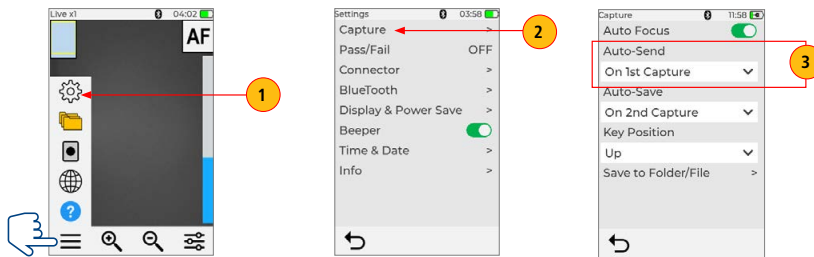 Live x1 04:02
AF
1
Settings 03:58
Capture >
2
Pass/Fail OFF
Connector >
BlueTooth >
Display & Power Save >
Beeper
Time & Date >
Info >
Capture 11:58
Auto Focus
Auto-Send
On 1st Capture
3
Auto-Save
On 2nd Capture
Key Position
Up
Save to Folder/File >